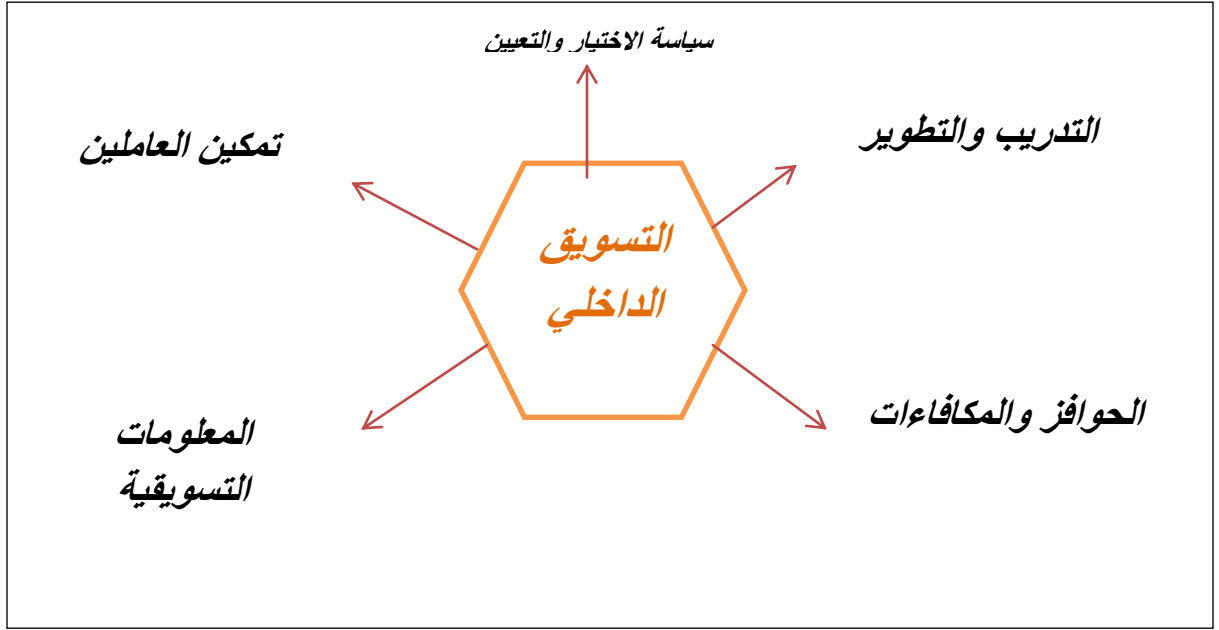 سياسة الاختيار والتعيين
التدريب والتطوير
تمكين العاملين
التسويق
الداخلي
الحوافز والمكافاءات
المعلومات
التسويقية